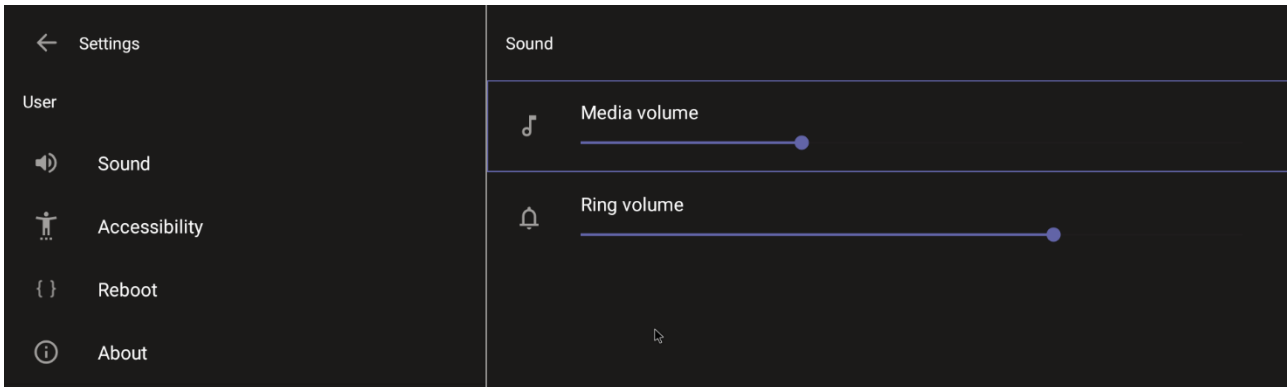 Settings
User
Sound
Accessibility
Reboot
About
Sound
Media volume
Ring volume